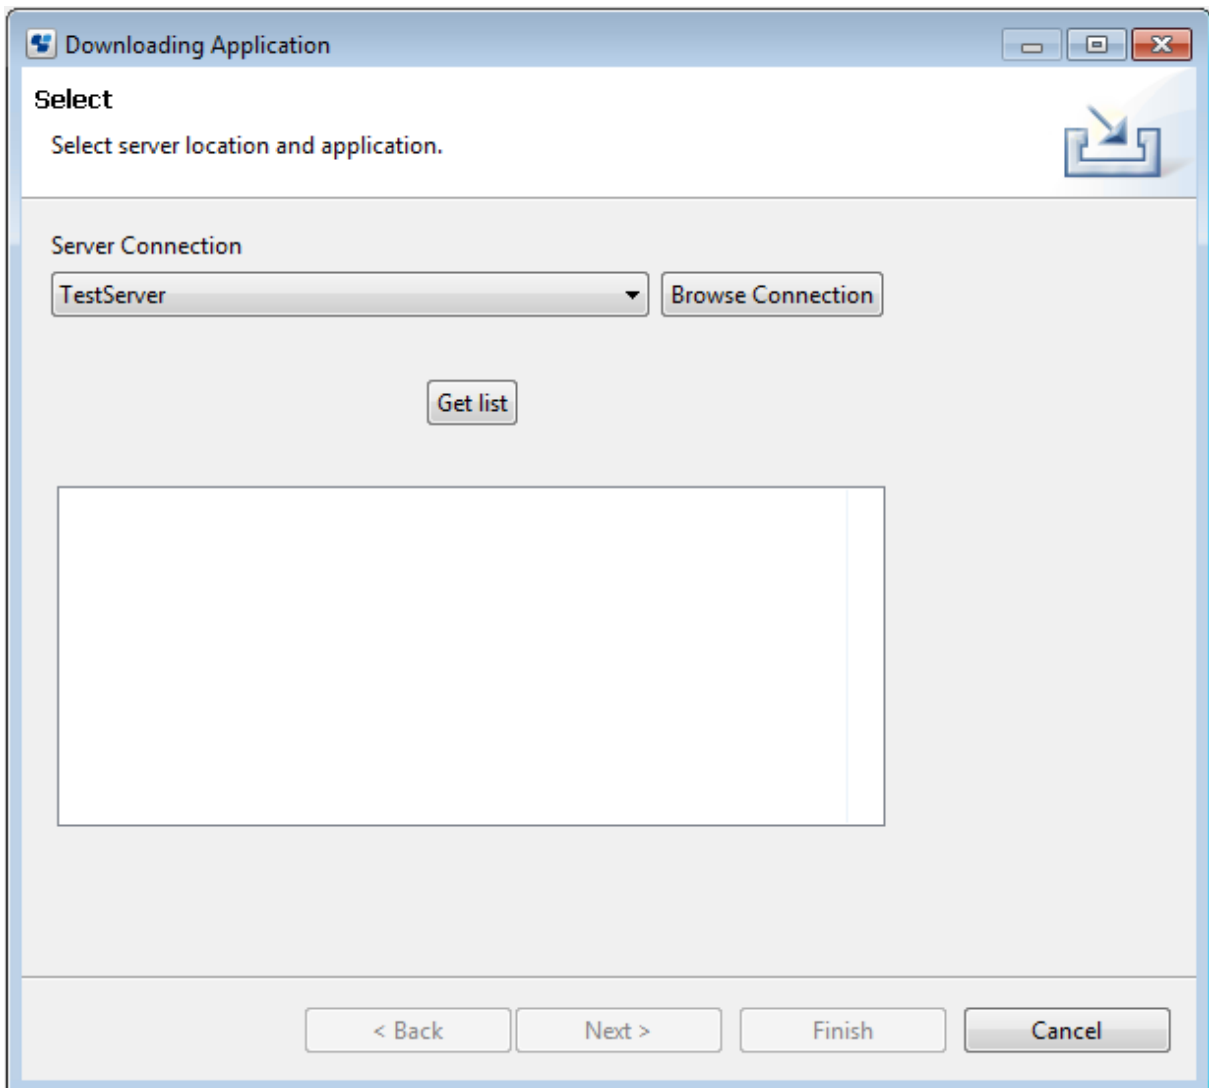 Downloading Application
Select
Select server location and application.
Server Connection
TestServer
Browse Connection
Get list
< Back
Next >
Finish
Cancel